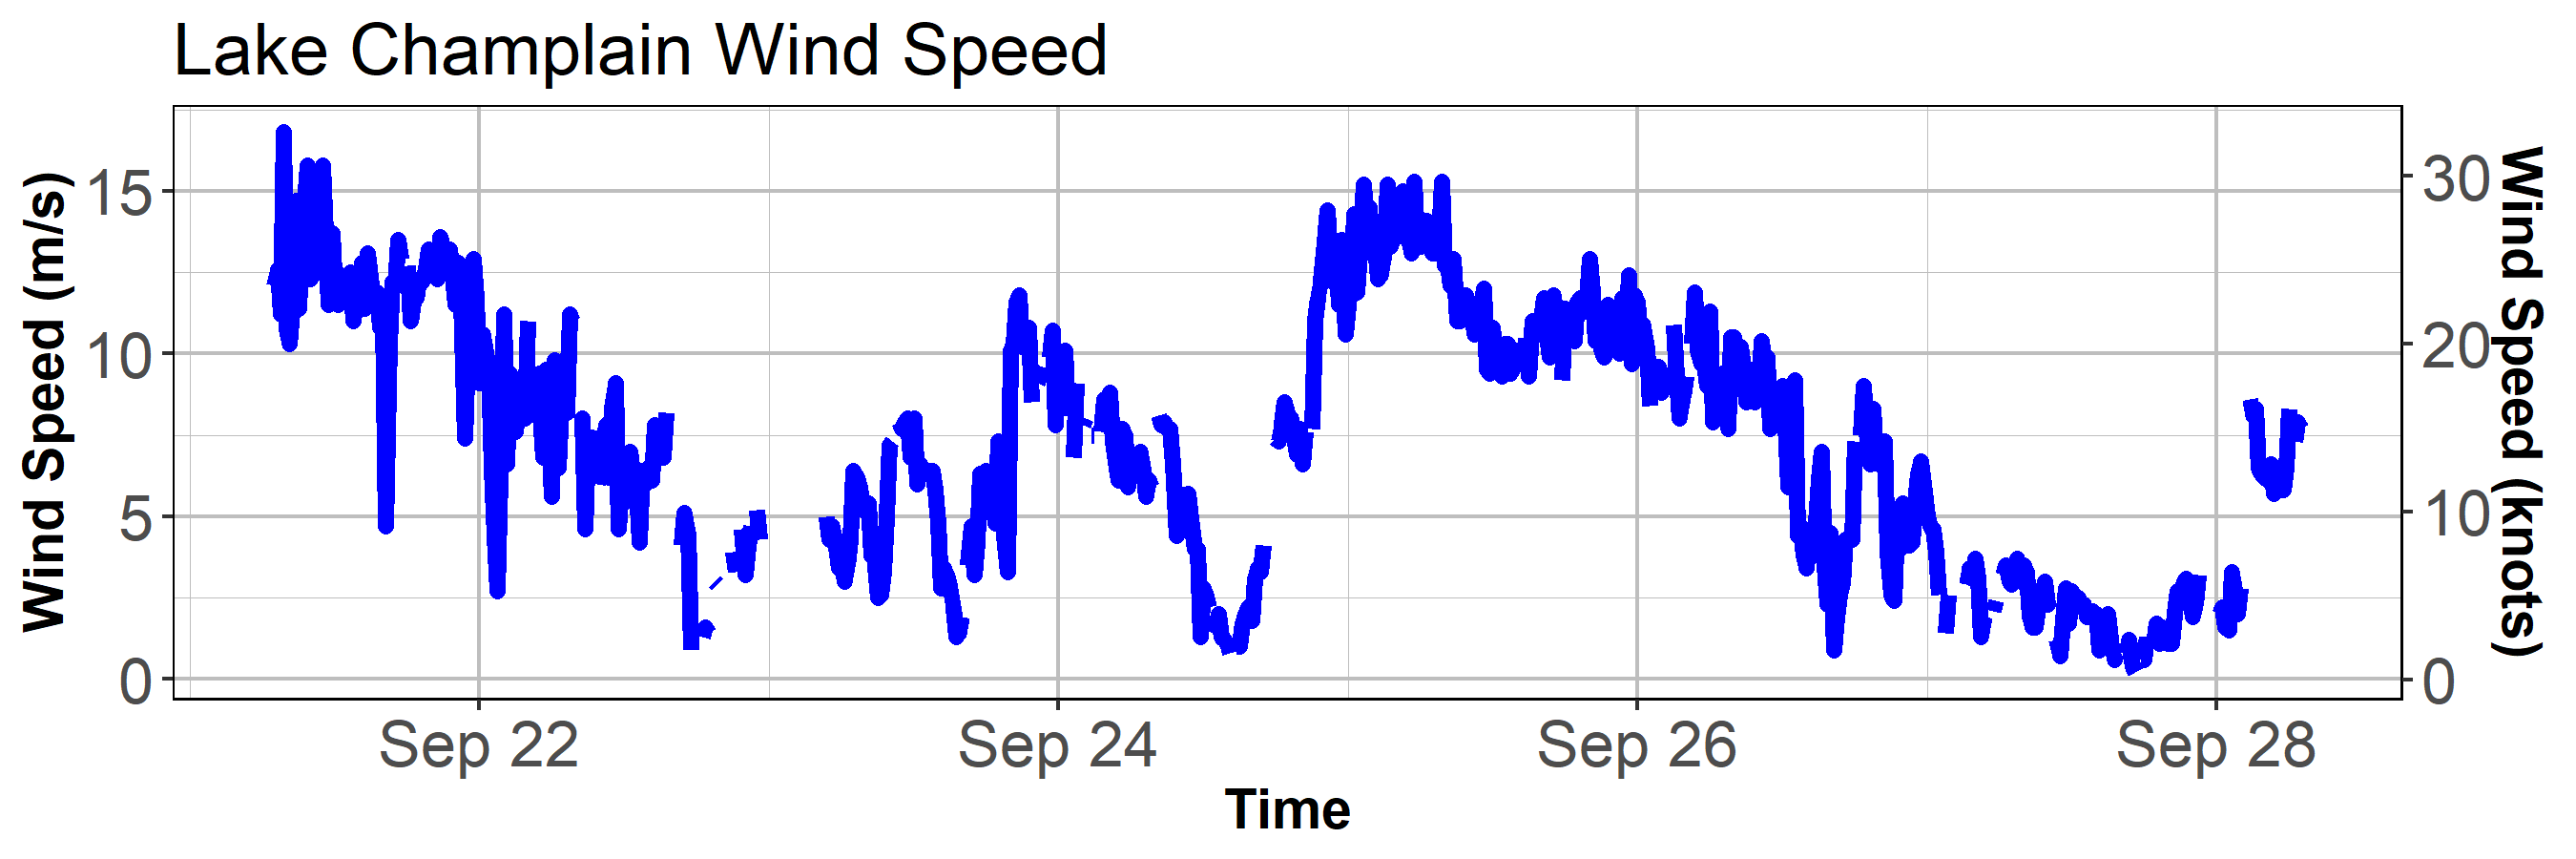 Lake Champlain Wind Speed
Wind Speed (m/s)
15
10
5
0
30
20
10
0
Wind Speed (knots)
Sep 22
Sep 24
Sep 26
Sep 28
Time